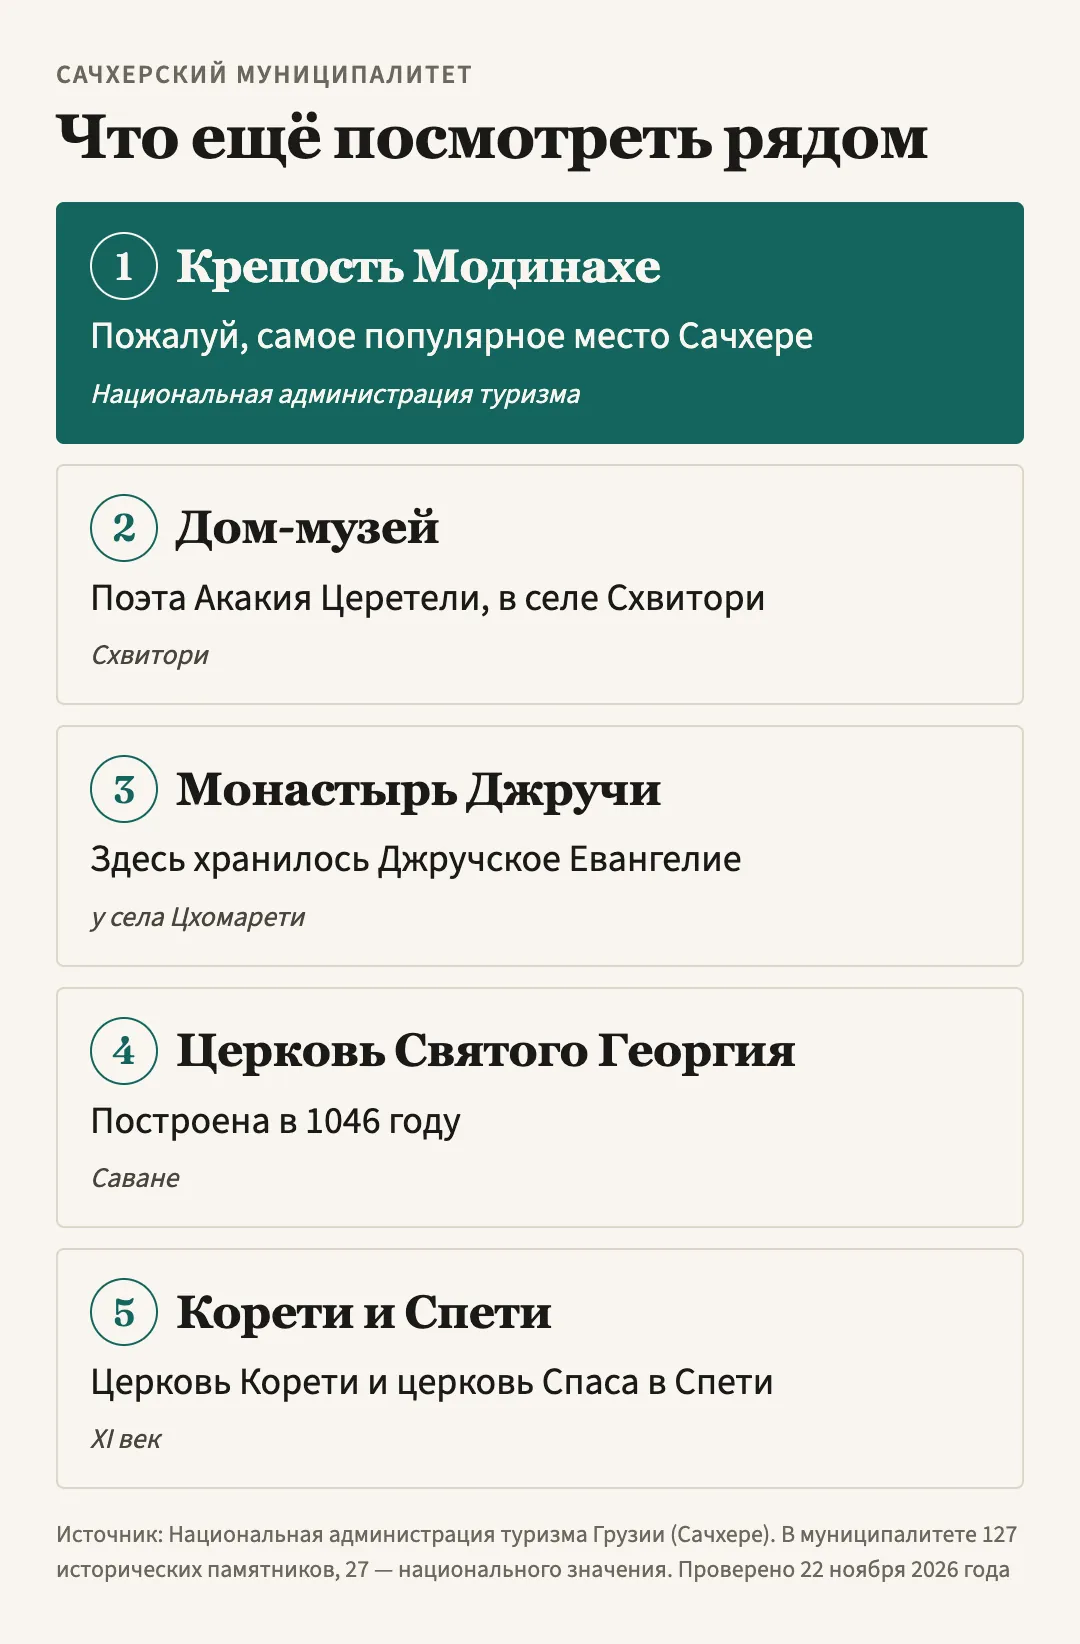 САЧХЕРСКИЙ МУНИЦИПАЛИТЕТ
Что ещё посмотреть рядом
1 Крепость Модинахе
Пожалуй, самое популярное место Сачхере
Национальная администрация туризма
2 Дом-музей
Поэта Акакия Церетели, в селе Схвитори
Схвитори
3 Монастырь Джручи
Здесь хранилось Джручское Евангелие
у села Цхомарети
4 Церковь Святого Георгия
Построена в 1046 году
Саване
5 Корети и Спети
Церковь Корети и церковь Спаса в Спети
XI век
Источник: Национальная администрация туризма Грузии (Сачхере). В муниципалитете 127
исторических памятников, 27 — национального значения. Проверено 22 ноября 2026 года